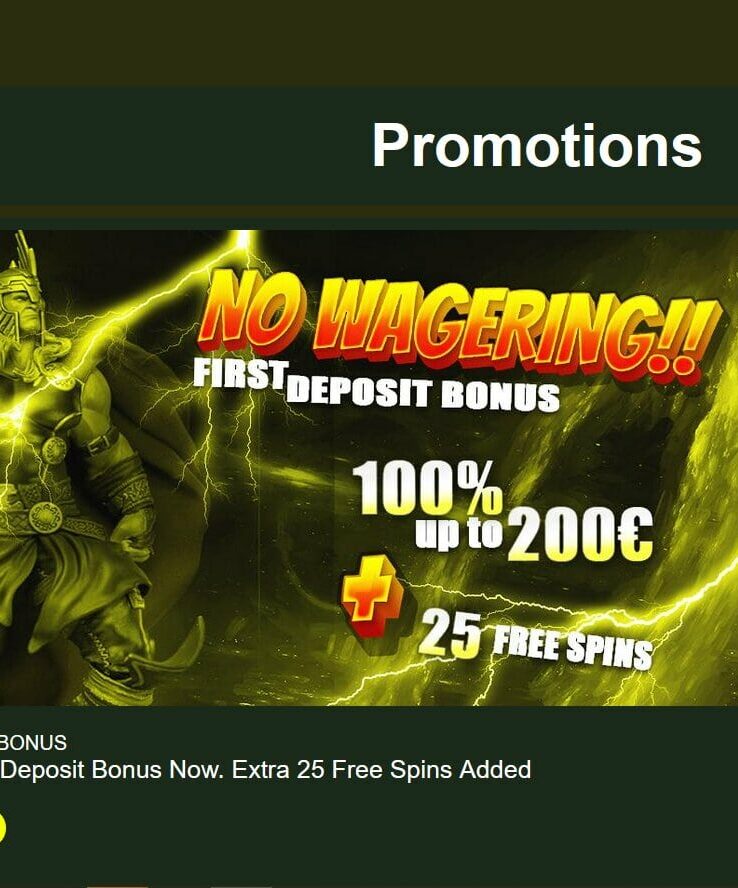 Promotions
NO WAGERING!!
FIRST DEPOSIT BONUS
100%
up to 200€
+
25 FREE SPINS
BONUS
Deposit Bonus Now. Extra 25 Free Spins Added